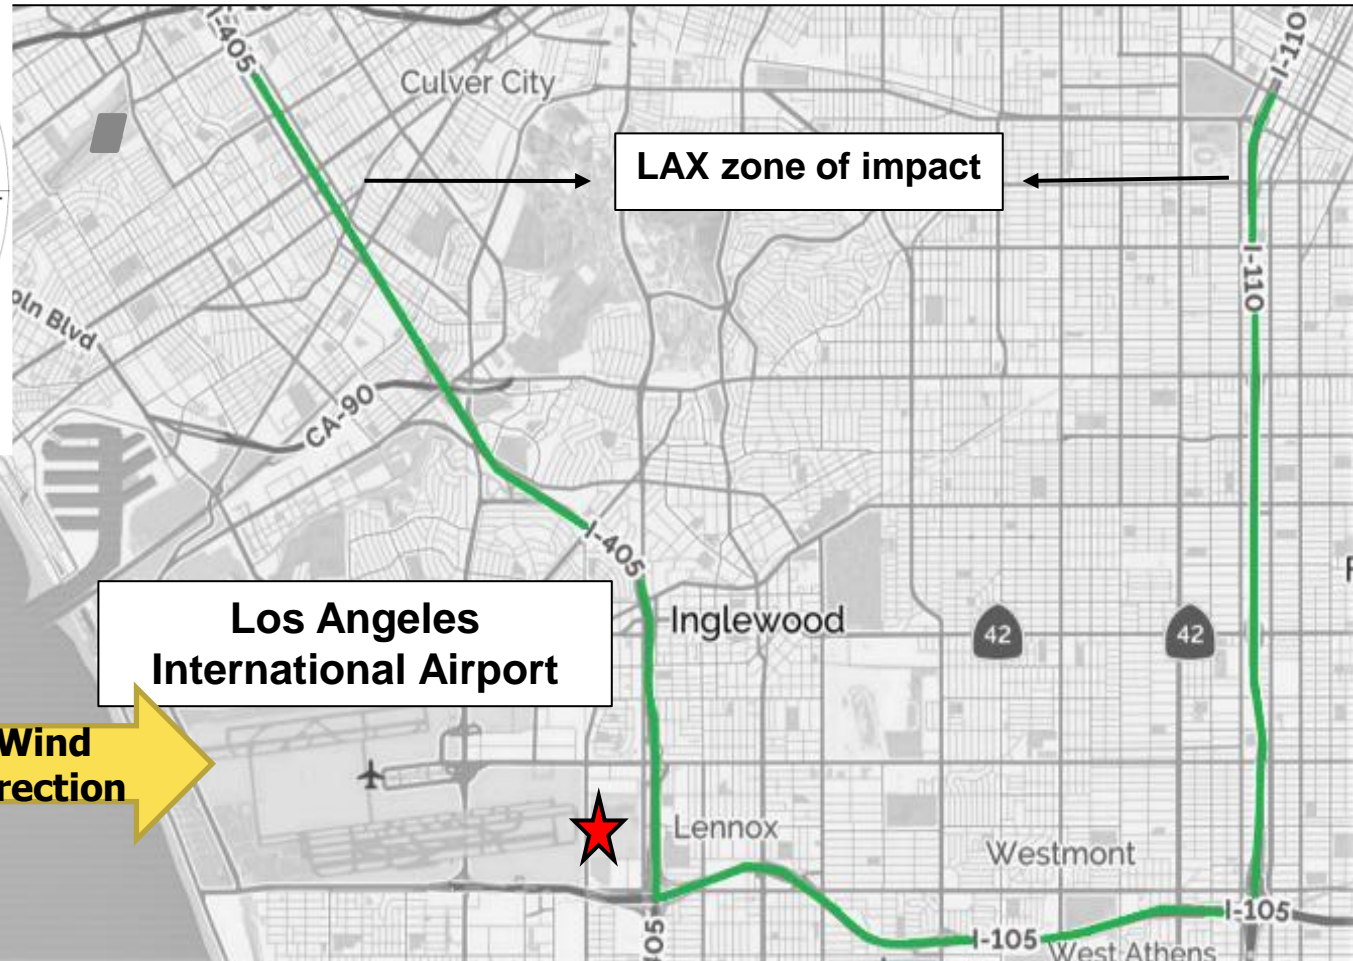 I-405
I-110
Culver City
LAX zone of impact
I-110
oln Blvd
CA-90
I-405
Los Angeles
International Airport
Inglewood
42
42
Wind
rection
Lennox
Westmont
I-105
I-105
405
West Athens